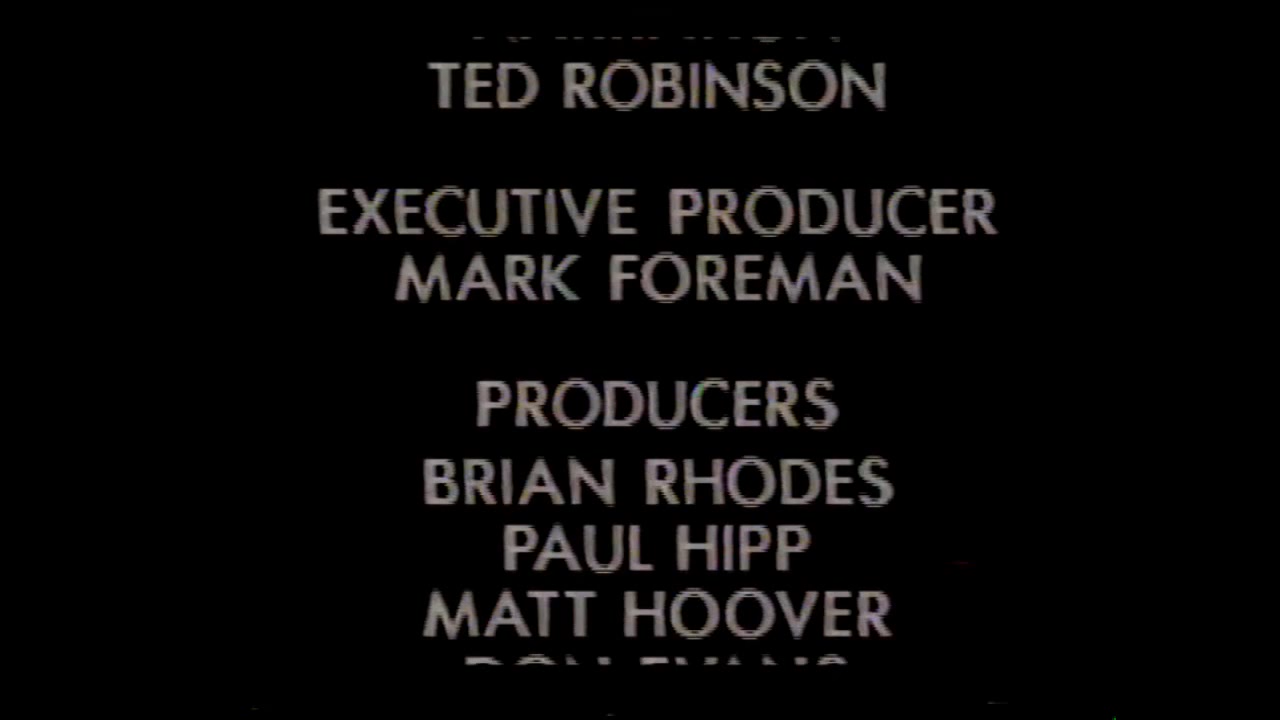 TED ROBINSON
EXECUTIVE PRODUCER
MARK FOREMAN
PRODUCERS
BRIAN RHODES
PAUL HIPP
MATT HOOVER